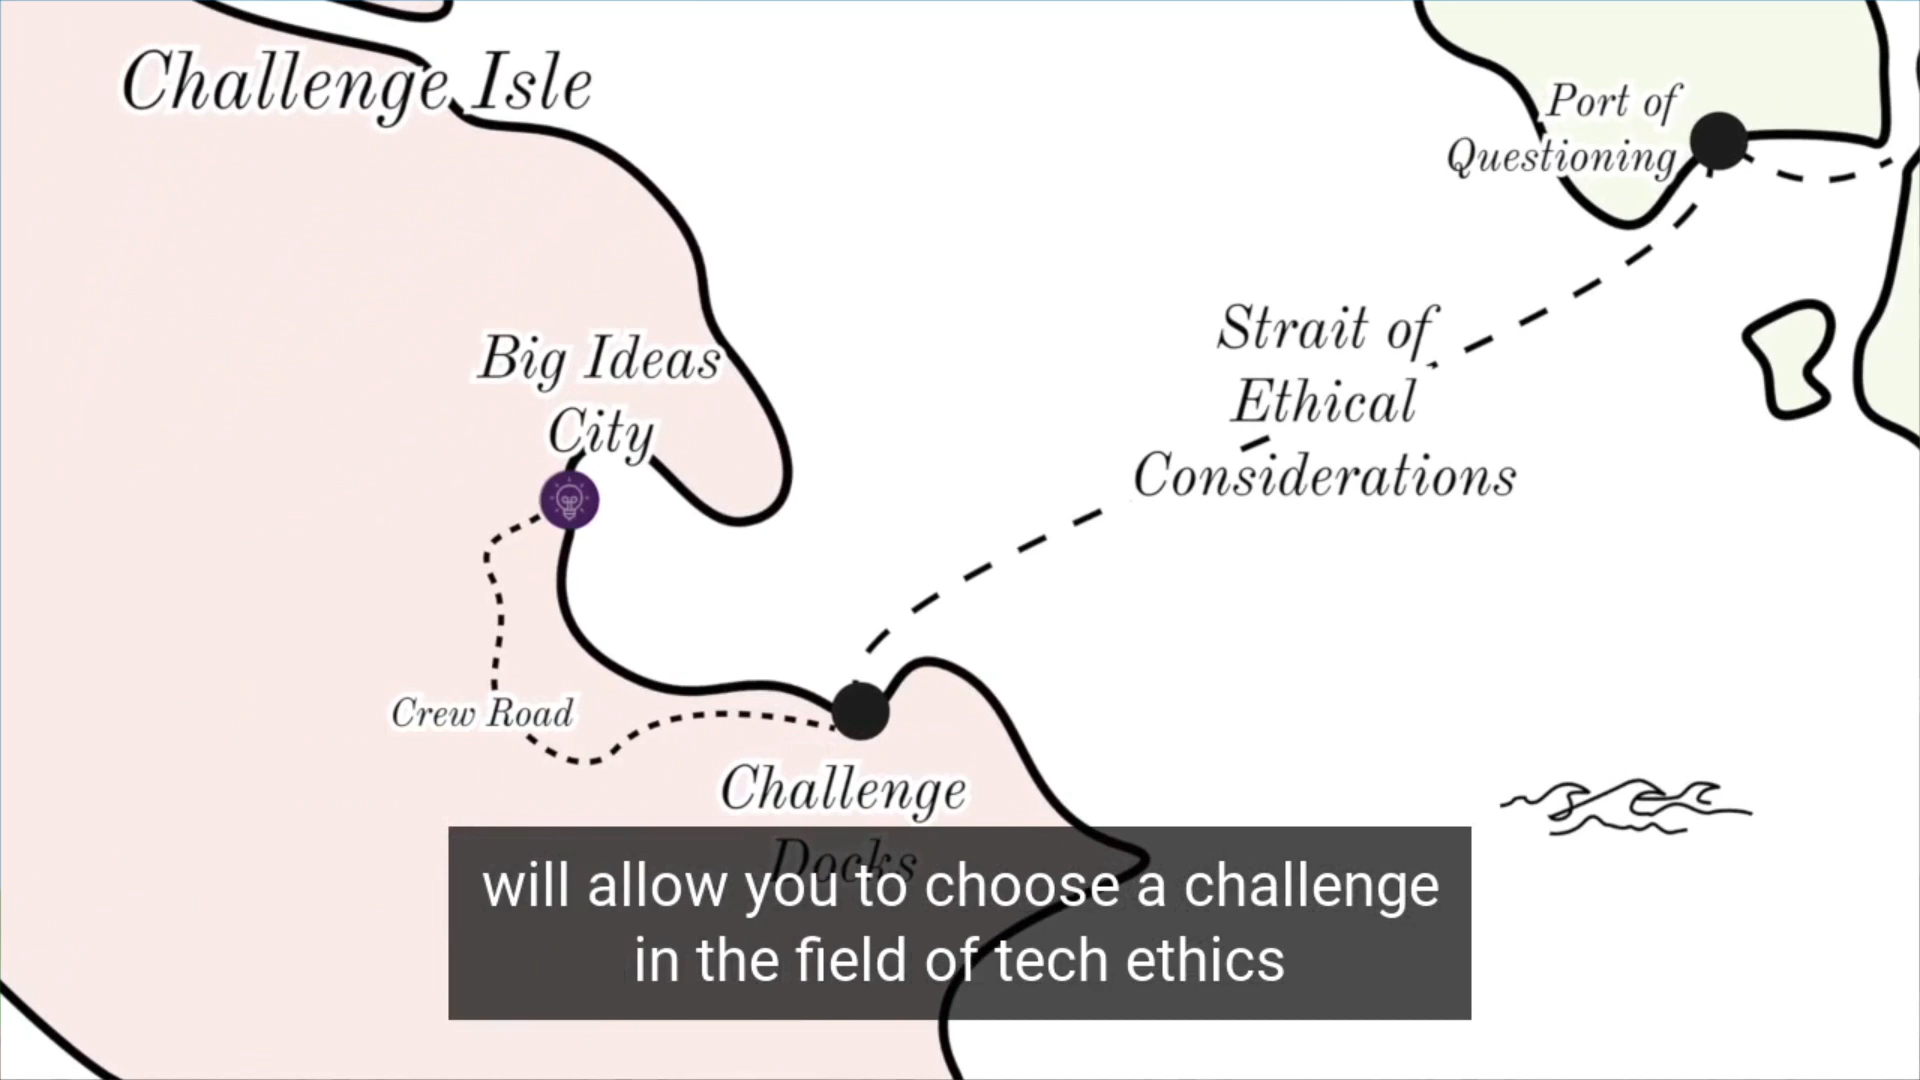 Challenge Isle
Port of
Questioning
Strait of
Ethical
Considerations
Big Ideas
City
Crew Road
Challenge
Docks
will allow you to choose a challenge
in the field of tech ethics